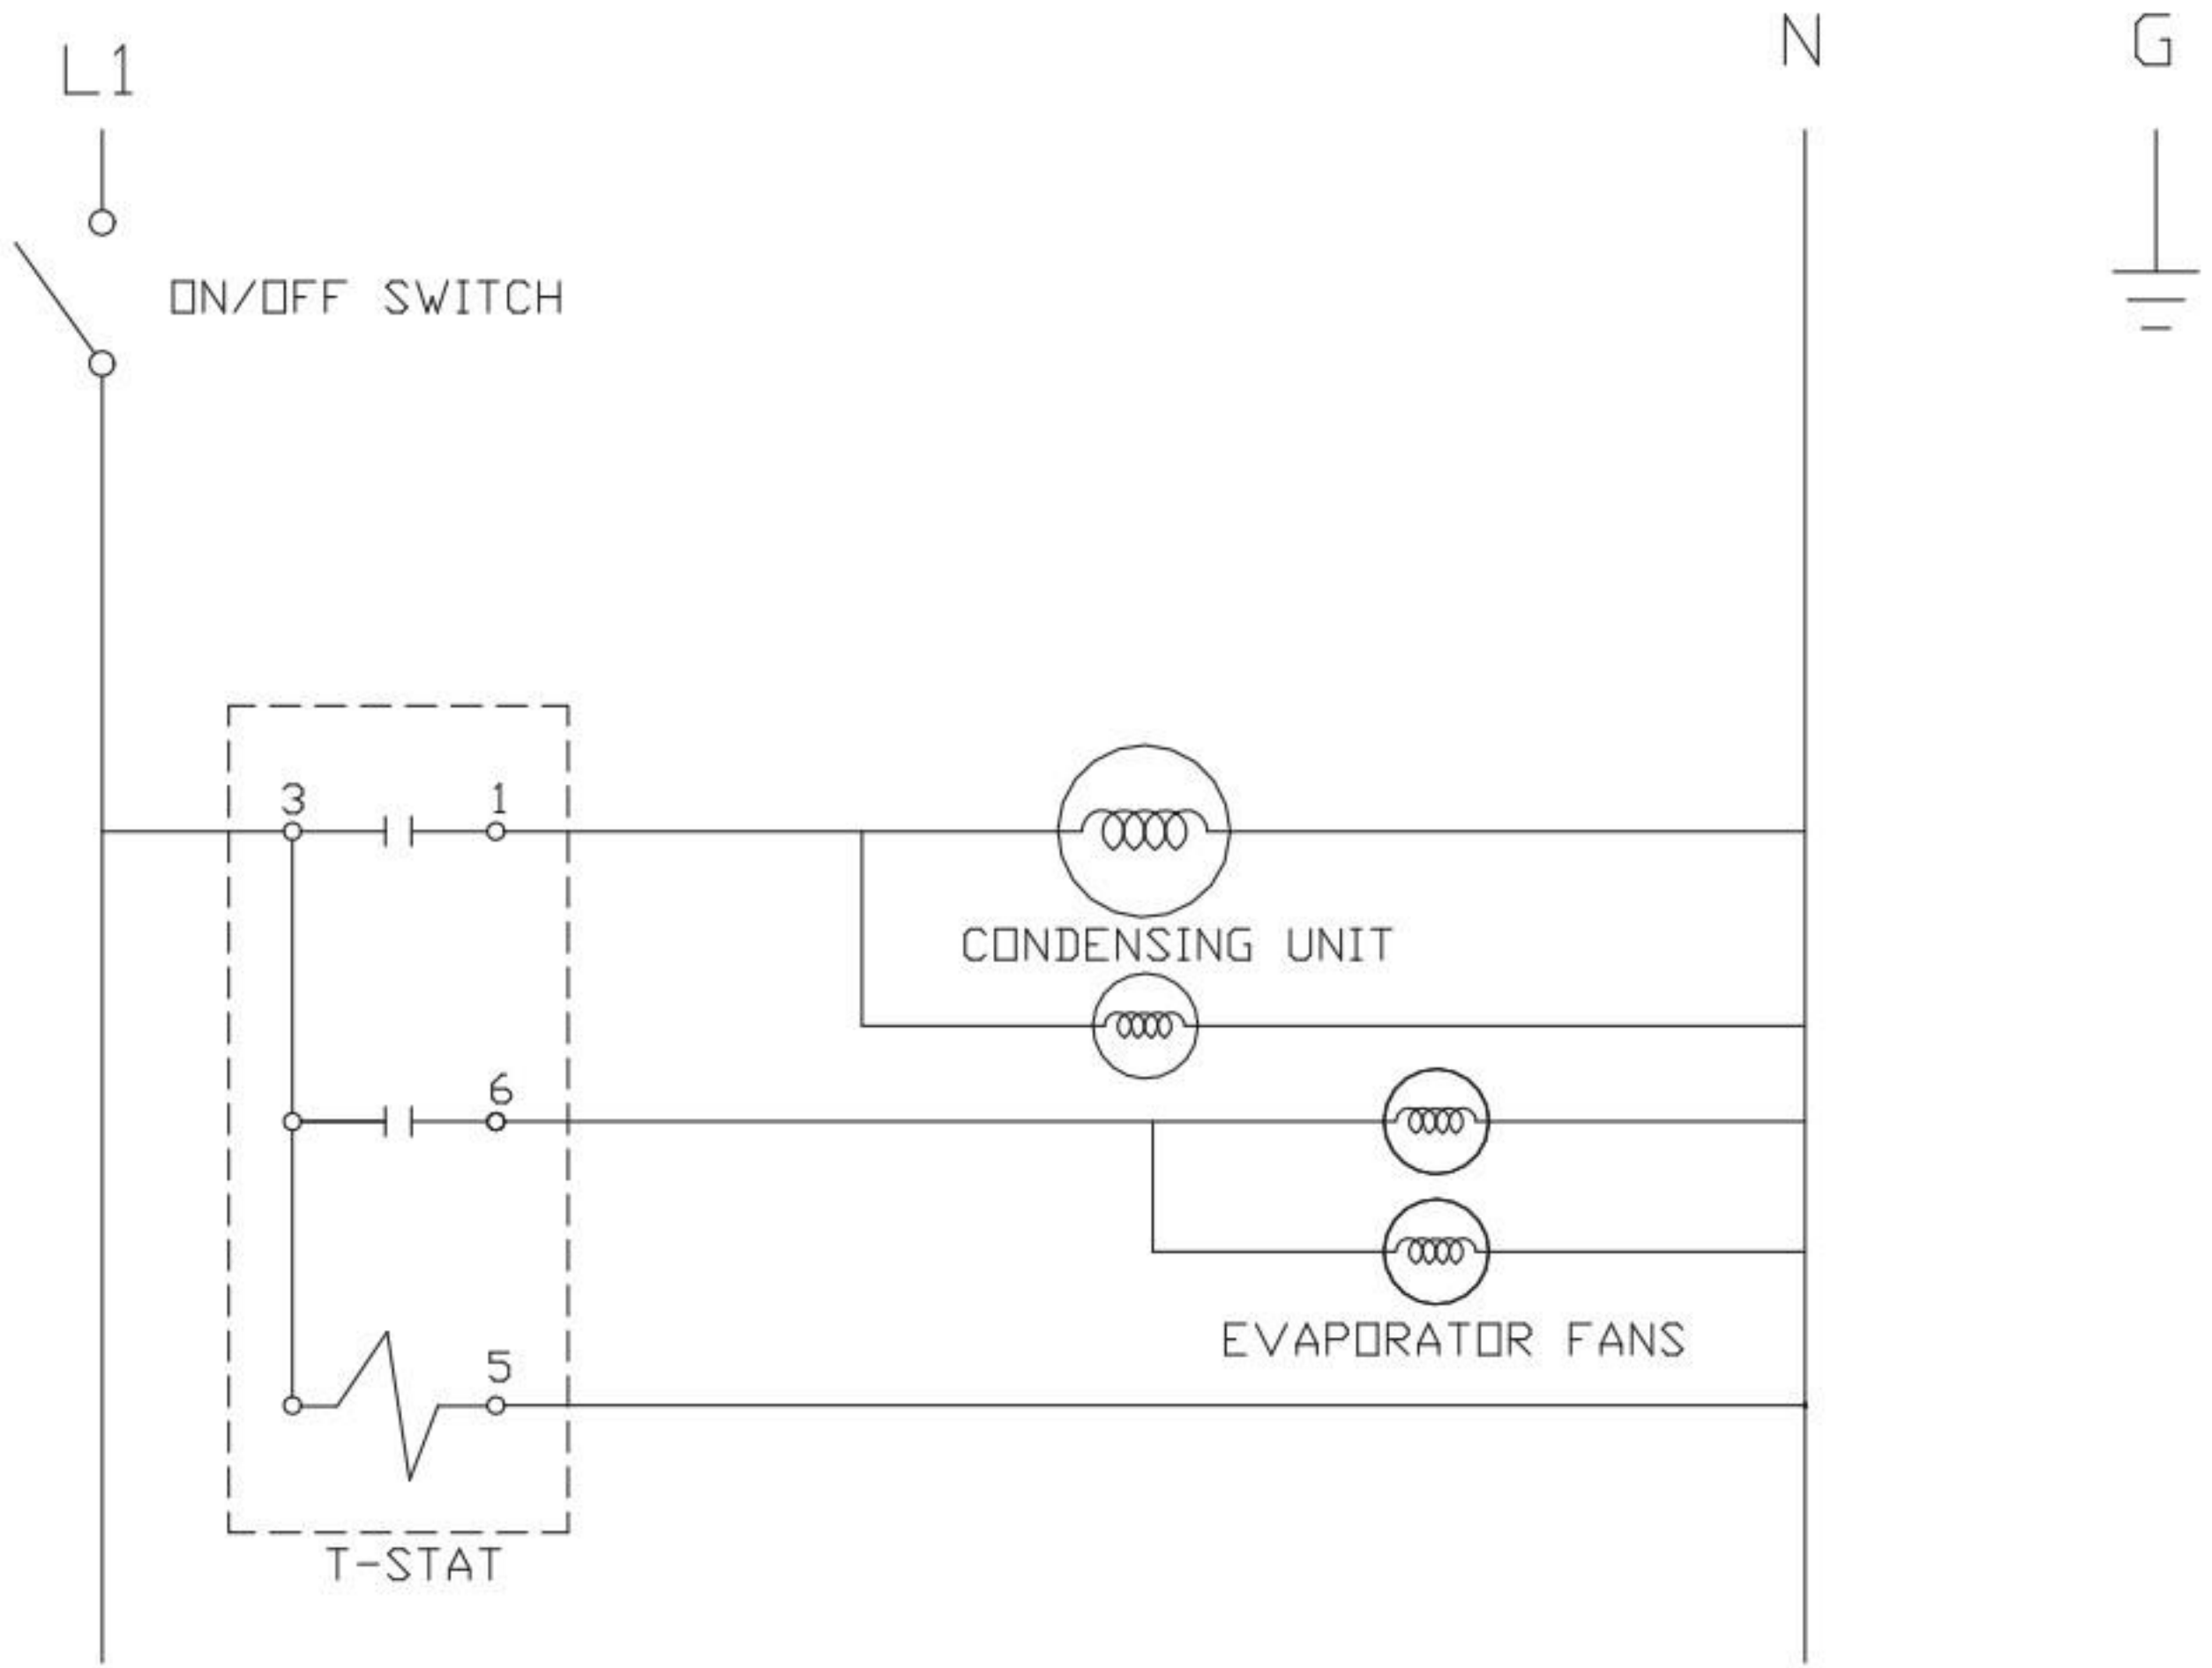 L1
N
G
ON/OFF SWITCH
3
1
CONDENSING UNIT
6
EVAPORATOR FANS
5
T-STAT